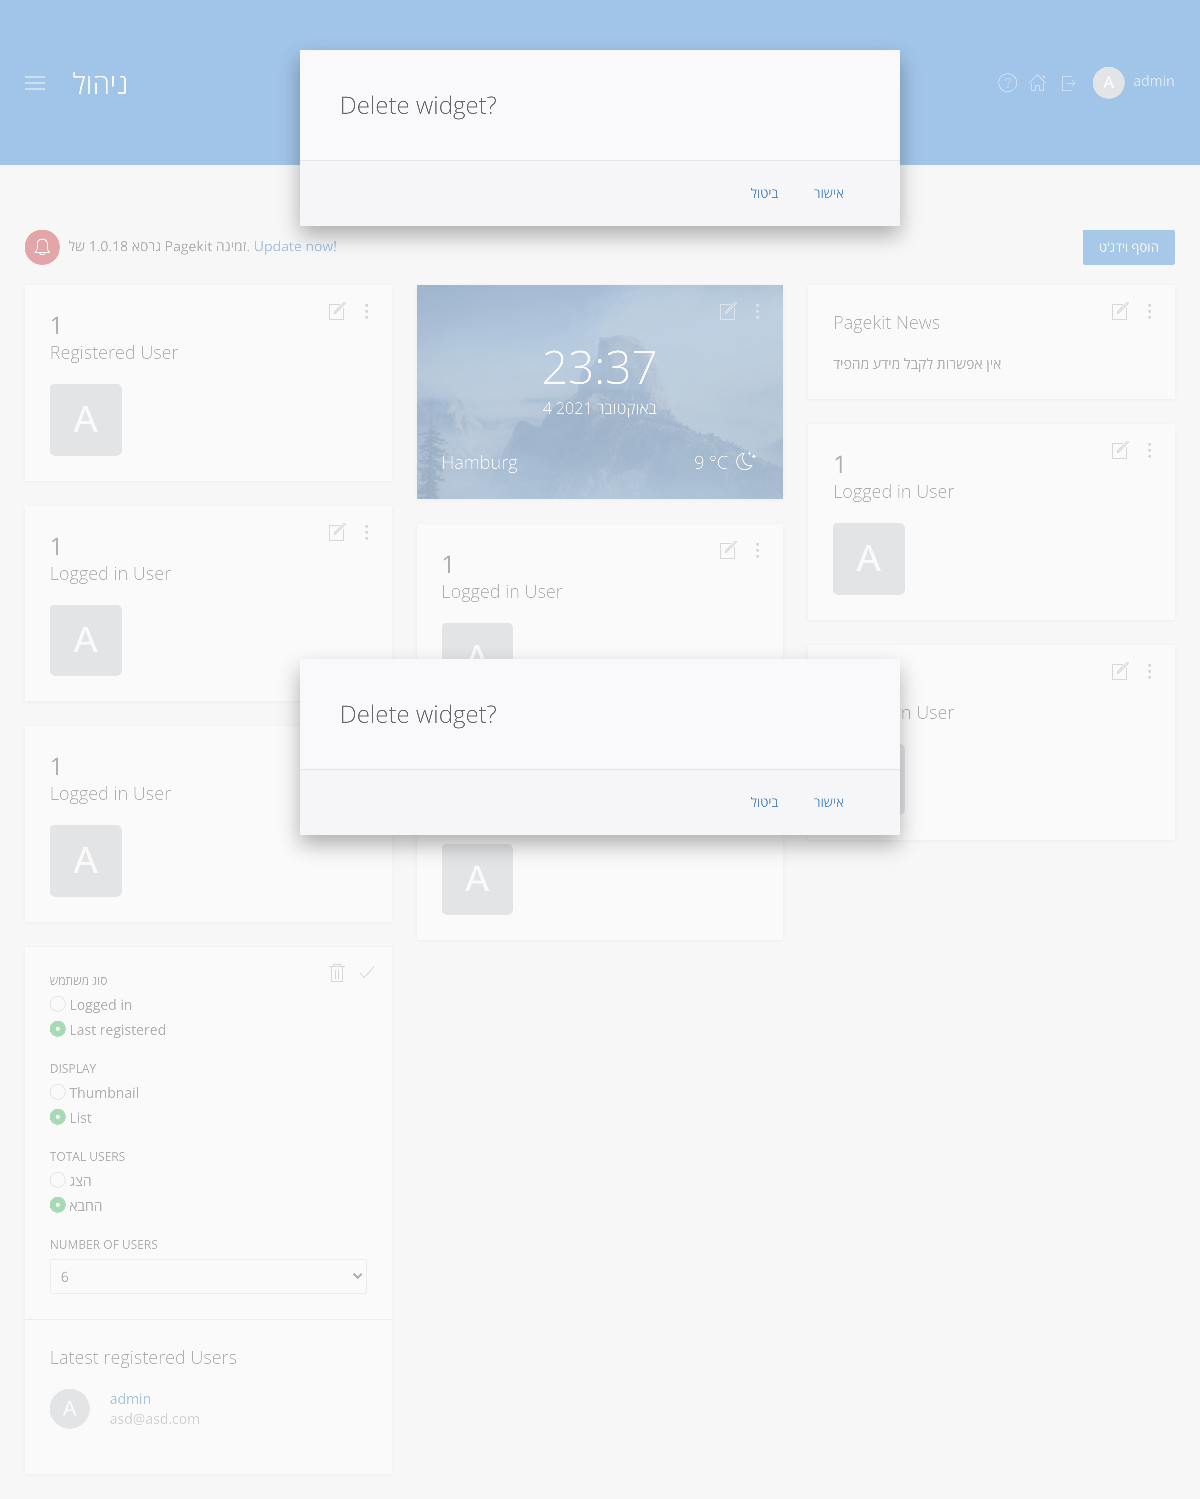 ניהול
A admin
Delete widget?
ביטול
אישור
גרסא 1.0.18 של Pagekit זמינה. Update now!
הוסף וידג'ט
1
Registered User
A
1
Logged in User
A
1
Logged in User
A
סוג משתמש
Logged in
Last registered
DISPLAY
Thumbnail
List
TOTAL USERS
הצג
החבא
NUMBER OF USERS
6
Latest registered Users
A
admin
asd@asd.com
23:37
4 באוקטובר 2021
Hamburg
9 °C
1
Logged in User
A
Delete widget?
ביטול
אישור
A
Pagekit News
אין אפשרות לקבל מידע מהפיד
1
Logged in User
A
n User